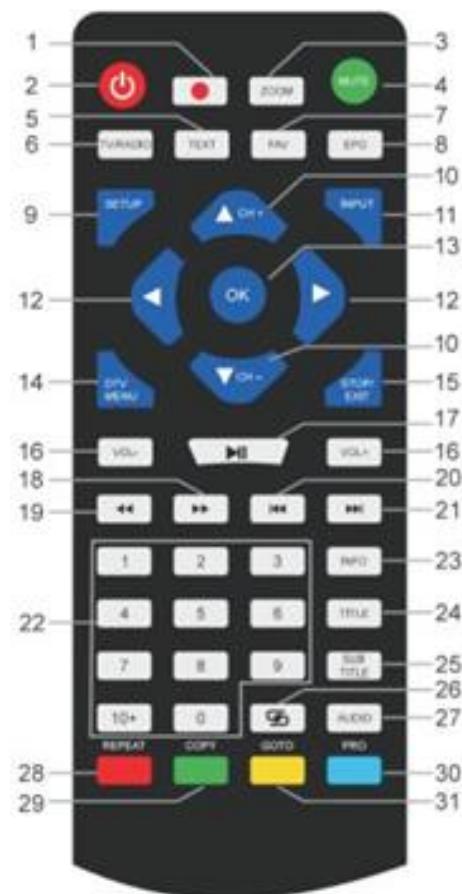 1 3
2 MUTE 4
ZOOM
5 7
6 TV/RADIO TEXT FAV EPG 8
10
9 SETUP CH+ INPUT 11
13
12 OK 12
10
14 DTV MENU CH- STOP/ EXIT 15
17
16 VOL- VOL+ 16
18 20
19 21
1 2 3 INFO 23
22 4 5 6 TITLE 24
7 8 9 SUB TITLE 25
26
10+ 0 AUDIO 27
REPEAT COPY GOTO PRO
28 30
29 31